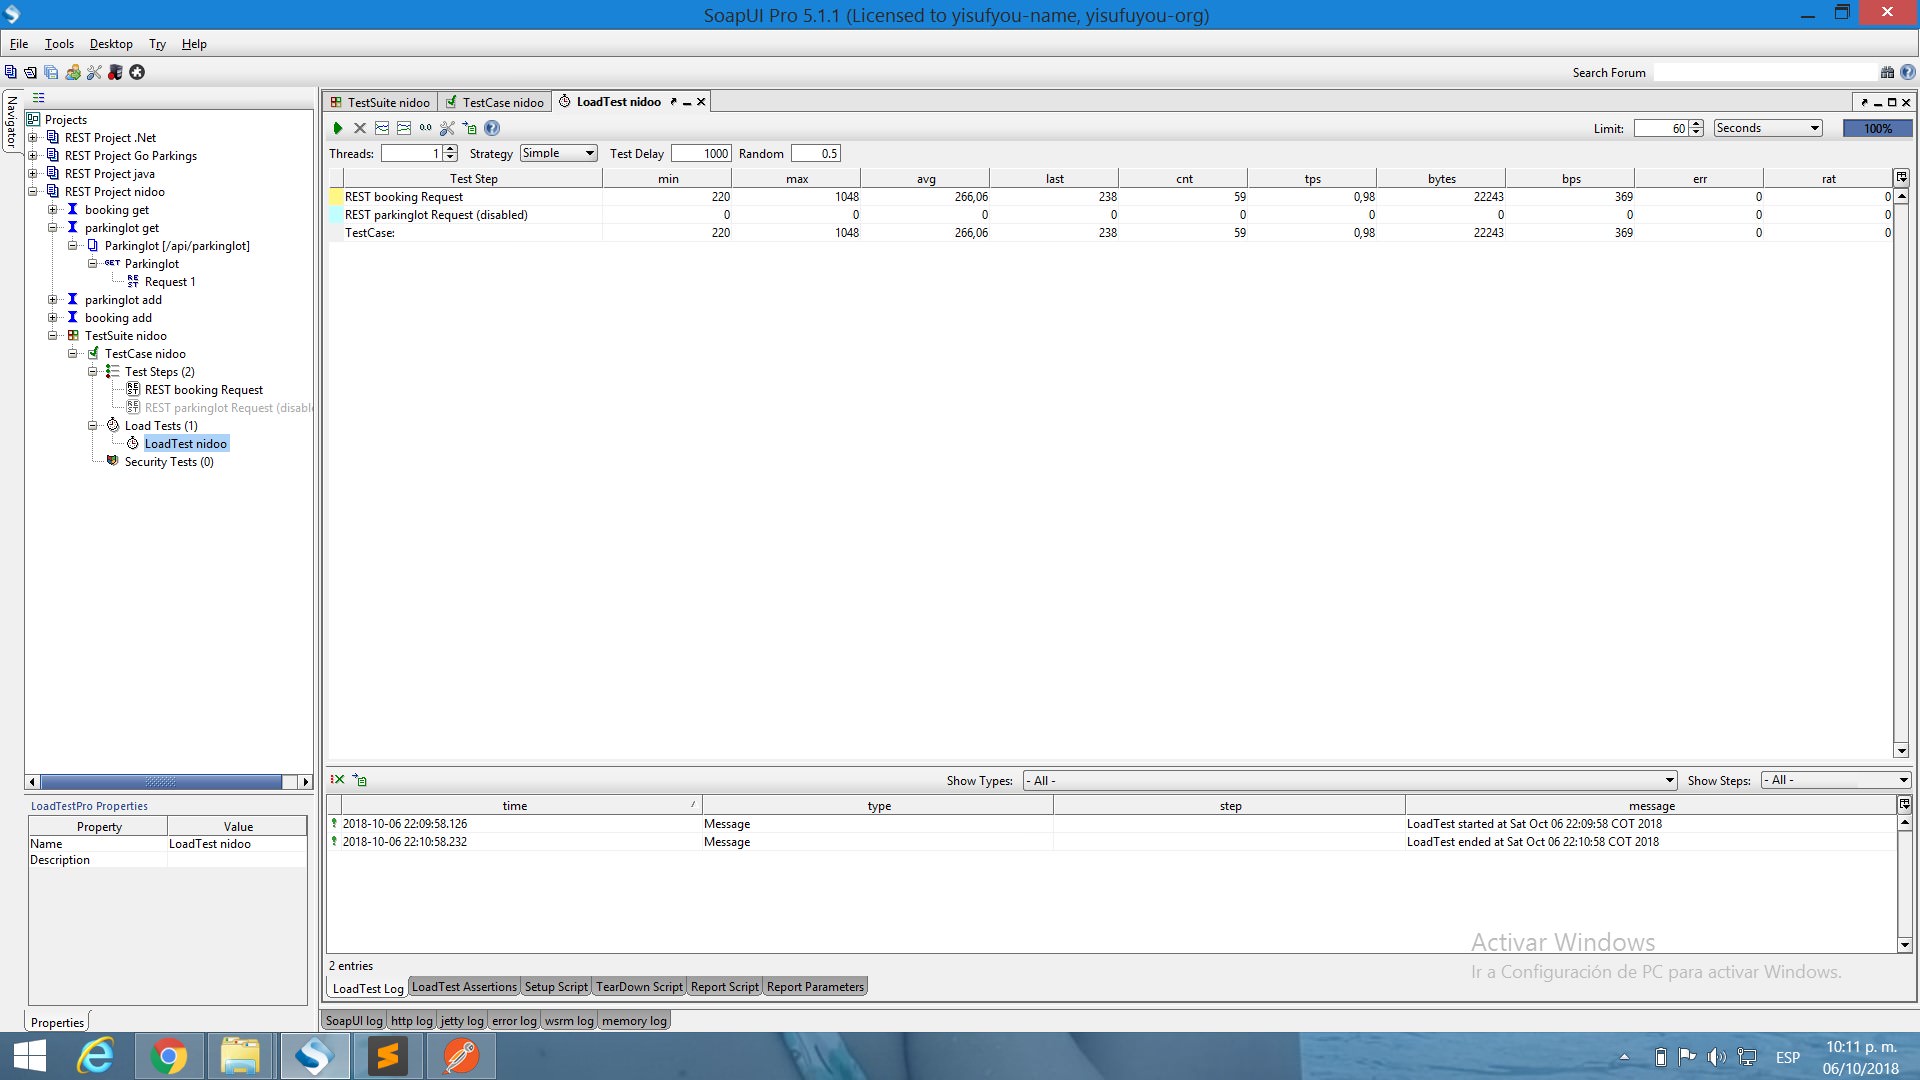 SoapUI Pro 5.1.1 (Licensed to yisufyou-name, yisufuyou-org)
File Tools Desktop Try Help
Search Forum
Navigator
Projects
REST Project .Net
REST Project Go Parkings
REST Project java
REST Project nidoo
booking get
parkinglot get
Parkinglot [/api/parkinglot]
GET Parkinglot
REST Request 1
parkinglot add
booking add
TestSuite nidoo
TestCase nidoo
Test Steps (2)
REST REST booking Request
REST REST parkinglot Request (disabl
Load Tests (1)
LoadTest nidoo
Security Tests (0)
LoadTestPro Properties
Property Value
Name LoadTest nidoo
Description
Properties
TestSuite nidoo TestCase nidoo LoadTest nidoo
0.0 Limit: 60 Seconds 100%
Threads: 1 Strategy Simple Test Delay 1000 Random 0.5
Test Step min max avg last cnt tps bytes bps err rat
REST booking Request 220 1048 266,06 238 59 0,98 22243 369 0 0
REST parkinglot Request (disabled) 0 0 0 0 0 0 0 0 0 0
TestCase: 220 1048 266,06 238 59 0,98 22243 369 0 0
Show Types: - All - Show Steps: - All -
time type step message
2018-10-06 22:09:58.126 Message LoadTest started at Sat Oct 06 22:09:58 COT 2018
2018-10-06 22:10:58.232 Message LoadTest ended at Sat Oct 06 22:10:58 COT 2018
Activar Windows
Ir a Configuración de PC para activar Windows.
2 entries
LoadTest Log LoadTest Assertions Setup Script TearDown Script Report Script Report Parameters
SoapUI log http log jetty log error log wsrm log memory log
ESP
10:11 p. m.
06/10/2018